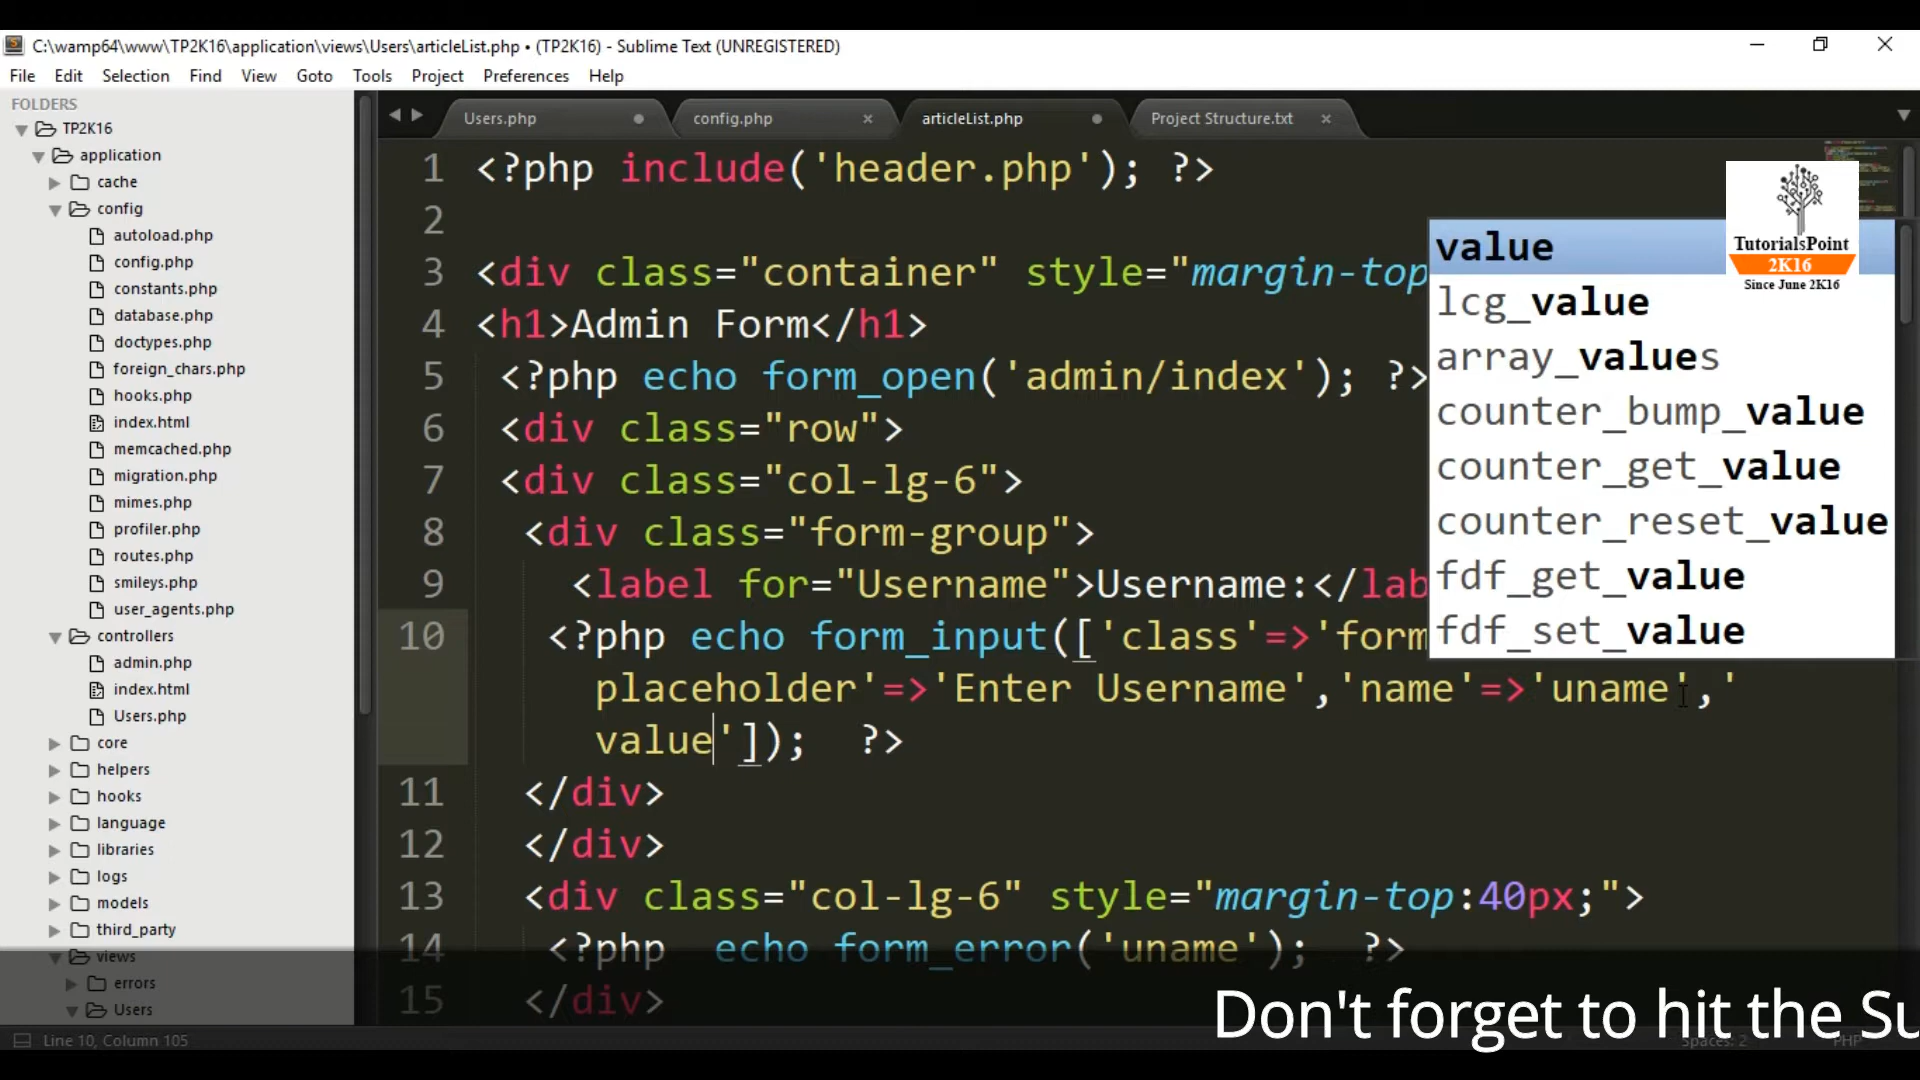 C:\wamp64\www\TP2K16\application\views\Users\articleList.php • (TP2K16) - Sublime Text (UNREGISTERED)
File Edit Selection Find View Goto Tools Project Preferences Help
FOLDERS
TP2K16
application
cache
config
autoload.php
config.php
constants.php
database.php
doctypes.php
foreign_chars.php
hooks.php
index.html
memcached.php
migration.php
mimes.php
profiler.php
routes.php
smileys.php
user_agents.php
controllers
admin.php
index.html
Users.php
core
helpers
hooks
language
libraries
logs
models
third_party
views
errors
Users
Users.php config.php articleList.php Project Structure.txt
1 <?php include('header.php'); ?>
2
3 <div class="container" style="margin-top
4 <h1>Admin Form</h1>
5 <?php echo form_open('admin/index'); ?>
6 <div class="row">
7 <div class="col-lg-6">
8 <div class="form-group">
9 <label for="Username">Username:</lab
10 <?php echo form_input(['class'=>'form
placeholder'=>'Enter Username','name'=>'uname','
value']); ?>
11 </div>
12 </div>
13 <div class="col-lg-6" style="margin-top:40px;">
14 <?php echo form_error('uname'); ?>
15 </div>
value
lcg_value
array_values
counter_bump_value
counter_get_value
counter_reset_value
fdf_get_value
fdf_set_value
TutorialsPoint
2K16
Since June 2K16
Don't forget to hit the Su
Line 10, Column 105
Spaces: 2
PHP